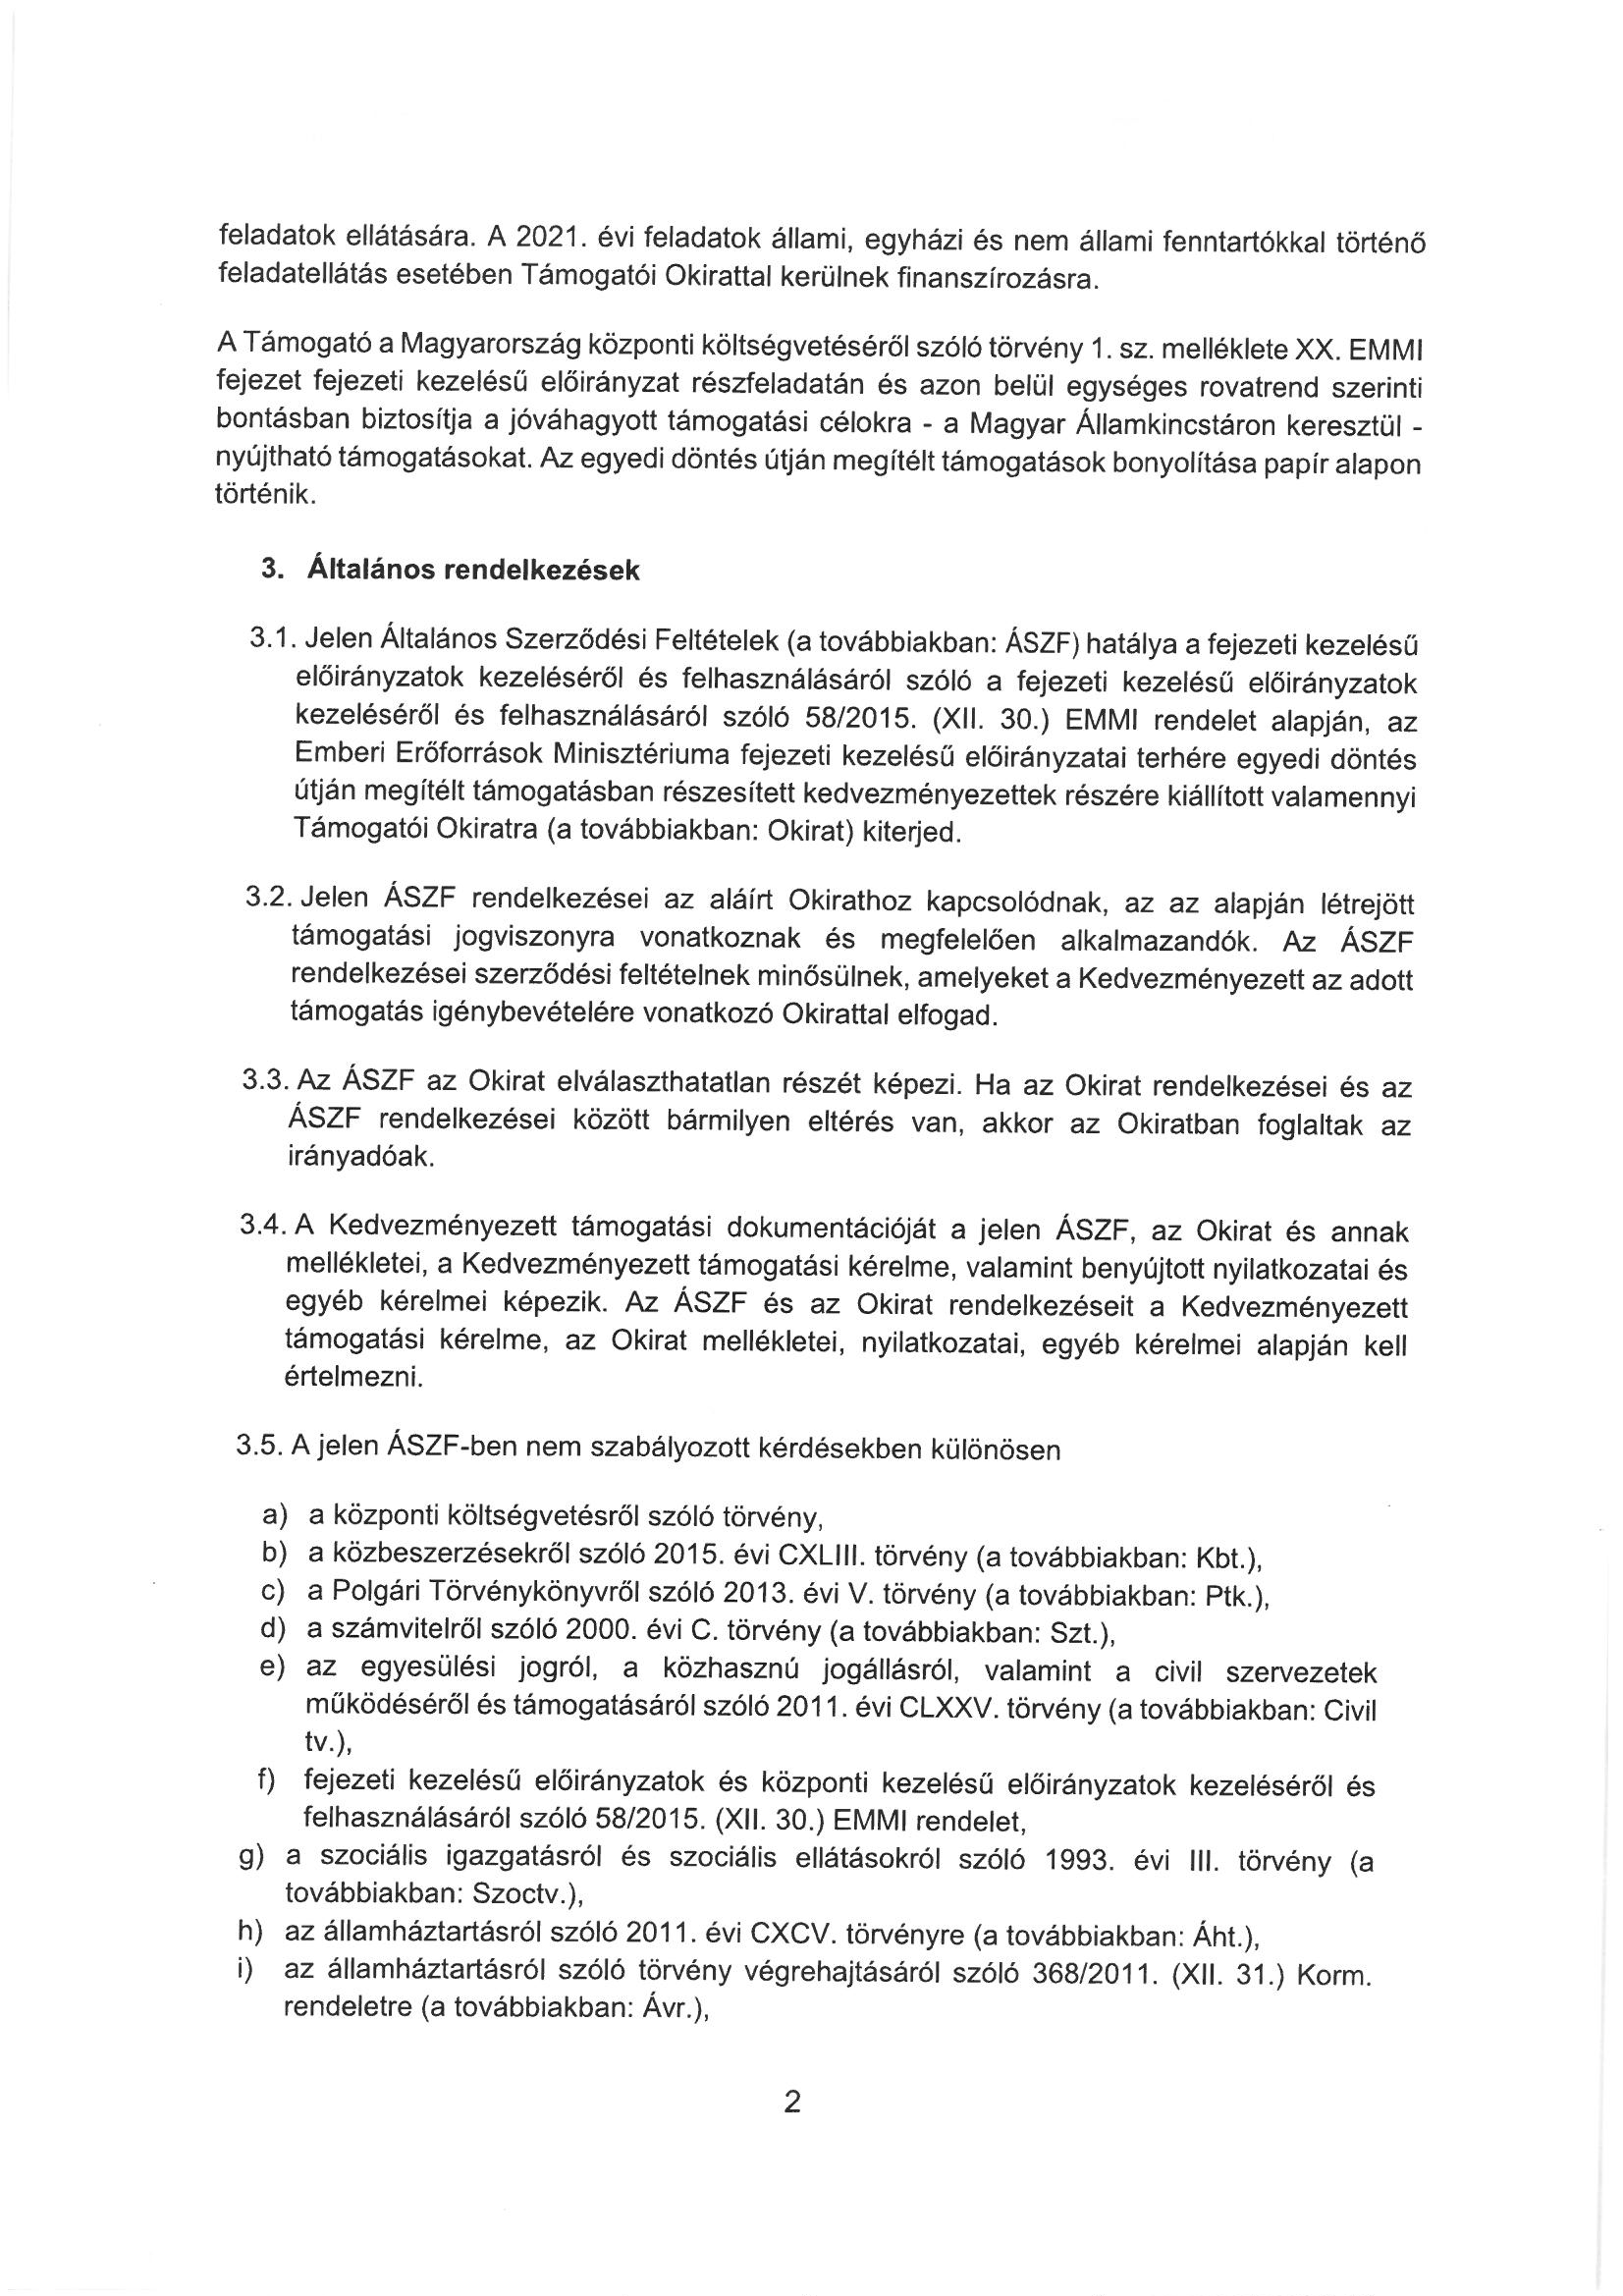 feladatok ellátására. A 2021. évi feladatok állami, egyházi és nem állami fenntartókkal történő
feladatellátás esetében Támogatói Okirattal kerülnek finanszírozásra.
A Támogató a Magyarország központi költségvetéséről szóló törvény 1. sz. melléklete XX. EMMI
fejezet fejezeti kezelésű előirányzat részfeladatán és azon belül egységes rovatrend szerinti
bontásban biztosítja a jóváhagyott támogatási célokra - a Magyar Államkincstáron keresztül -
nyújtható támogatásokat. Az egyedi döntés útján megítélt támogatások bonyolítása papír alapon
történik.
3. Általános rendelkezések
3.1. Jelen Általános Szerződési Feltételek (a továbbiakban: ÁSZF) hatálya a fejezeti kezelésű
előirányzatok kezeléséről és felhasználásáról szóló a fejezeti kezelésű előirányzatok
kezeléséről és felhasználásáról szóló 58/2015. (XII. 30.) EMMI rendelet alapján, az
Emberi Erőforrások Minisztériuma fejezeti kezelésű előirányzatai terhére egyedi döntés
útján megítélt támogatásban részesített kedvezményezettek részére kiállított valamennyi
Támogatói Okiratra (a továbbiakban: Okirat) kiterjed.
3.2. Jelen ÁSZF rendelkezései az aláírt Okirathoz kapcsolódnak, az az alapján létrejött
támogatási jogviszonyra vonatkoznak és megfelelően alkalmazandók. Az ÁSZF
rendelkezései szerződési feltételnek minősülnek, amelyeket a Kedvezményezett az adott
támogatás igénybevételére vonatkozó Okirattal elfogad.
3.3. Az ÁSZF az Okirat elválaszthatatlan részét képezi. Ha az Okirat rendelkezései és az
ÁSZF rendelkezései között bármilyen eltérés van, akkor az Okiratban foglaltak az
irányadóak.
3.4. A Kedvezményezett támogatási dokumentációját a jelen ÁSZF, az Okirat és annak
mellékletei, a Kedvezményezett támogatási kérelme, valamint benyújtott nyilatkozatai és
egyéb kérelmei képezik. Az ÁSZF és az Okirat rendelkezéseit a Kedvezményezett
támogatási kérelme, az Okirat mellékletei, nyilatkozatai, egyéb kérelmei alapján kell
értelmezni.
3.5. A jelen ÁSZF-ben nem szabályozott kérdésekben különösen
a) a központi költségvetésről szóló törvény,
b) a közbeszerzésekről szóló 2015. évi CXLIII. törvény (a továbbiakban: Kbt.),
c) a Polgári Törvénykönyvről szóló 2013. évi V. törvény (a továbbiakban: Ptk.),
d) a számvitelről szóló 2000. évi C. törvény (a továbbiakban: Szt.),
e) az egyesülési jogról, a közhasznú jogállásról, valamint a civil szervezetek
működéséről és támogatásáról szóló 2011. évi CLXXV. törvény (a továbbiakban: Civil
tv.),
f) fejezeti kezelésű előirányzatok és központi kezelésű előirányzatok kezeléséről és
felhasználásáról szóló 58/2015. (XII. 30.) EMMI rendelet,
g) a szociális igazgatásról és szociális ellátásokról szóló 1993. évi III. törvény (a
továbbiakban: Szoctv.),
h) az államháztartásról szóló 2011. évi CXCV. törvényre (a továbbiakban: Áht.),
i) az államháztartásról szóló törvény végrehajtásáról szóló 368/2011. (XII. 31.) Korm.
rendeletre (a továbbiakban: Ávr.),
2